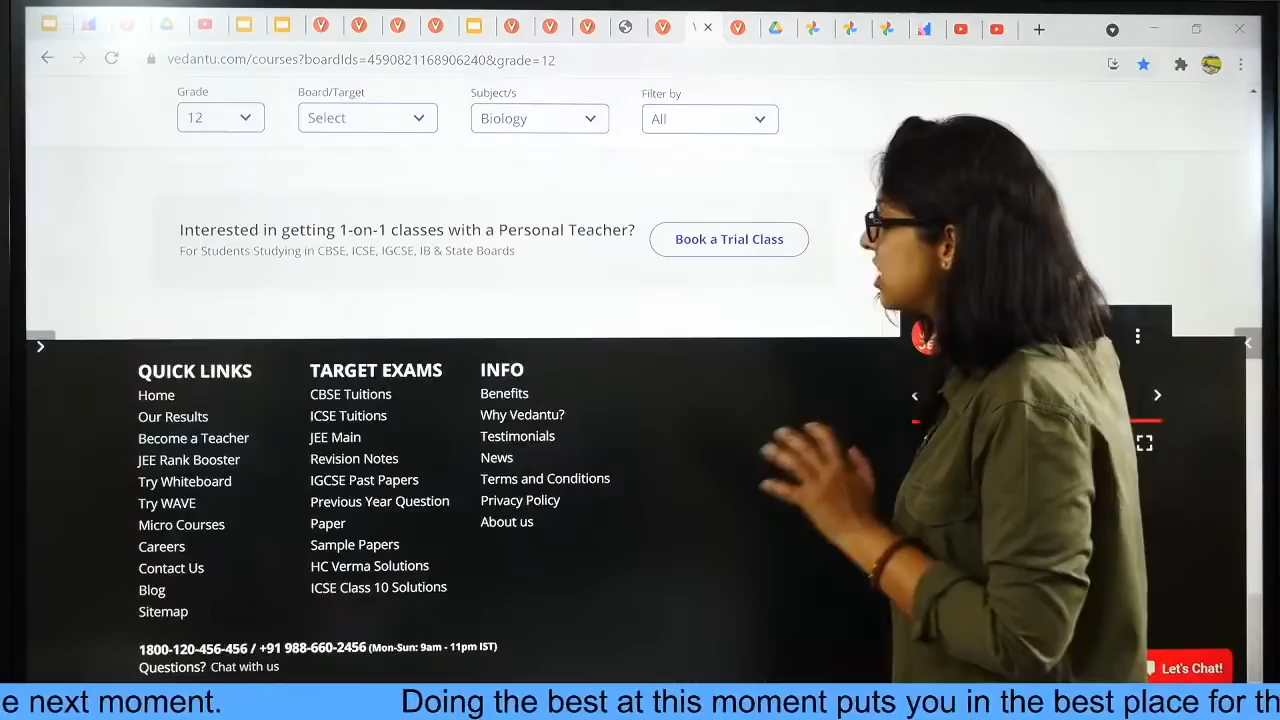 vedantu.com/courses?boardIds=4590821168906240&grade=12
Grade
Board/Target
Subject/s
Filter by
12
Select
Biology
All
Interested in getting 1-on-1 classes with a Personal Teacher?
For Students Studying in CBSE, ICSE, IGCSE, IB & State Boards
Book a Trial Class
QUICK LINKS
Home
Our Results
Become a Teacher
JEE Rank Booster
Try Whiteboard
Try WAVE
Micro Courses
Careers
Contact Us
Blog
Sitemap
TARGET EXAMS
CBSE Tuitions
ICSE Tuitions
JEE Main
Revision Notes
IGCSE Past Papers
Previous Year Question
Paper
Sample Papers
HC Verma Solutions
ICSE Class 10 Solutions
INFO
Benefits
Why Vedantu?
Testimonials
News
Terms and Conditions
Privacy Policy
About us
1800-120-456-456 / +91 988-660-2456 (Mon-Sun: 9am - 11pm IST)
Questions? Chat with us
Let's Chat!
e next moment. Doing the best at this moment puts you in the best place for th